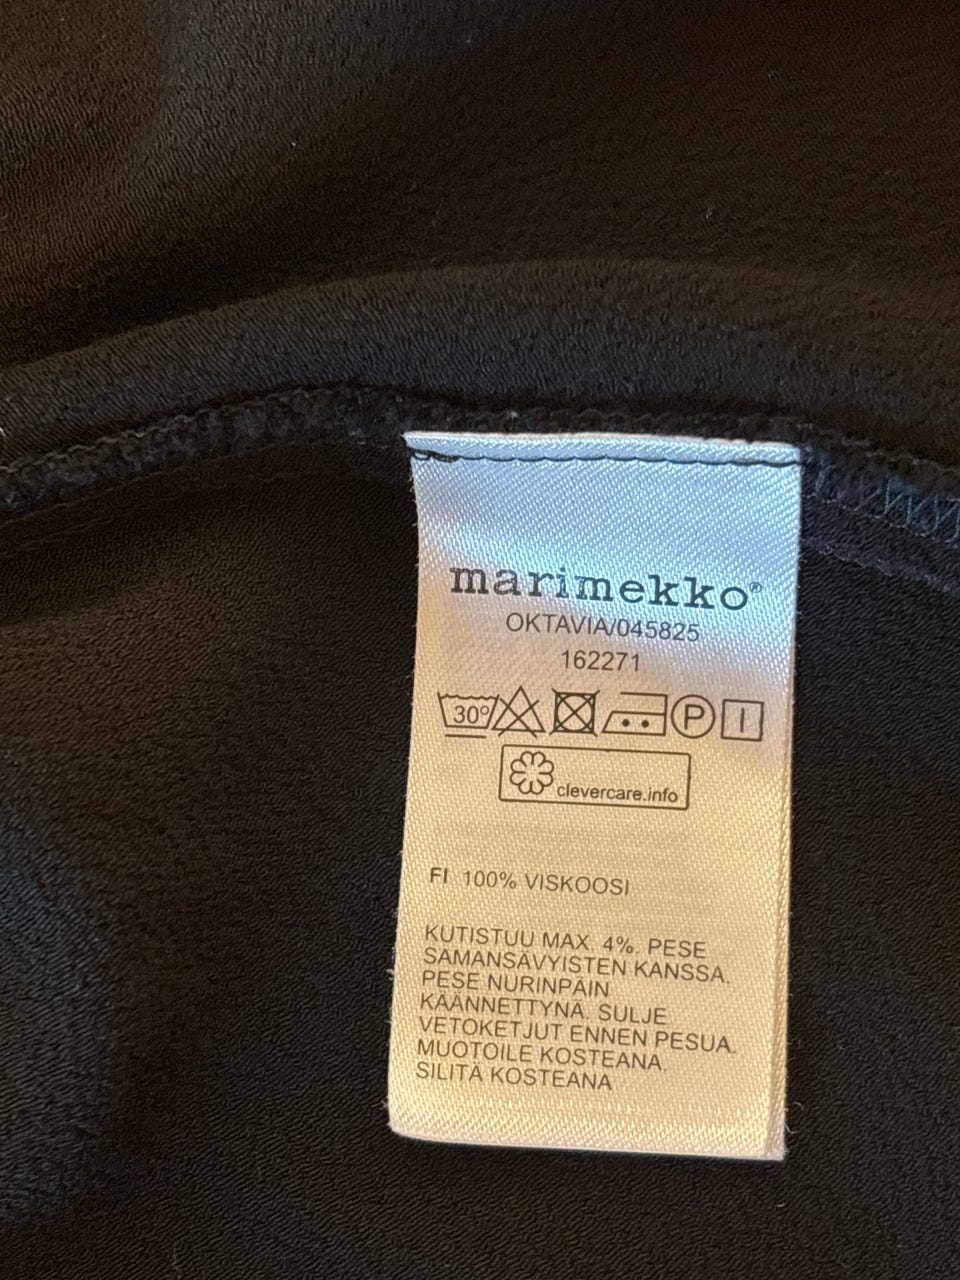 marimekko®
OKTAVIA/045825
162271
30° P
clevercare.info
FI 100% VISKOOSI
KUTISTUU MAX. 4%. PESE
SAMANSÄVYISTEN KANSSA.
PESE NURINPÄIN
KÄÄNNETTYNÄ. SULJE
VETOKETJUT ENNEN PESUA.
MUOTOILE KOSTEANA.
SILITÄ KOSTEANA